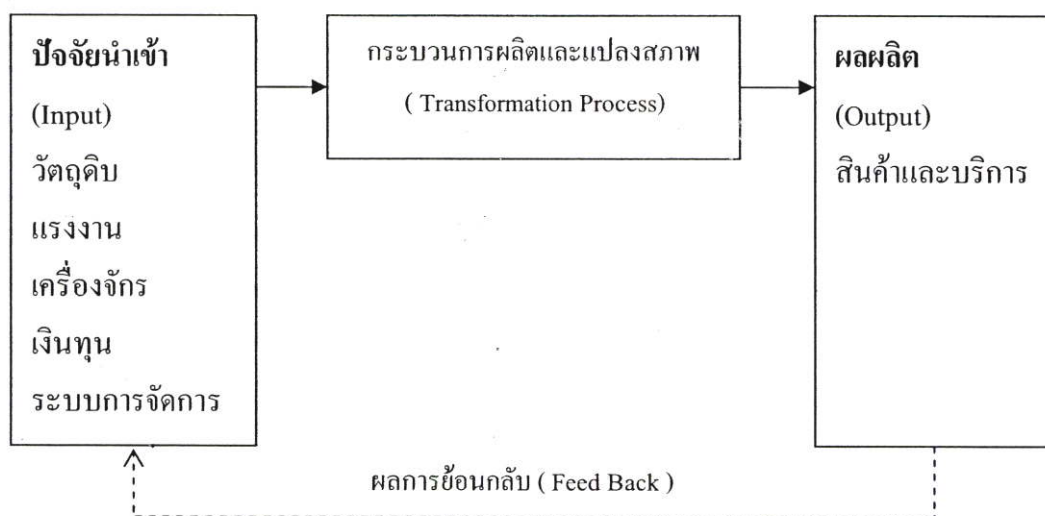 ปัจจัยนำเข้า
(Input)
วัตถุดิบ
แรงงาน
เครื่องจักร
เงินทุน
ระบบการจัดการ
กระบวนการผลิตและแปลงสภาพ
( Transformation Process)
ผลผลิต
(Output)
สินค้าและบริการ
ผลการย้อนกลับ ( Feed Back )